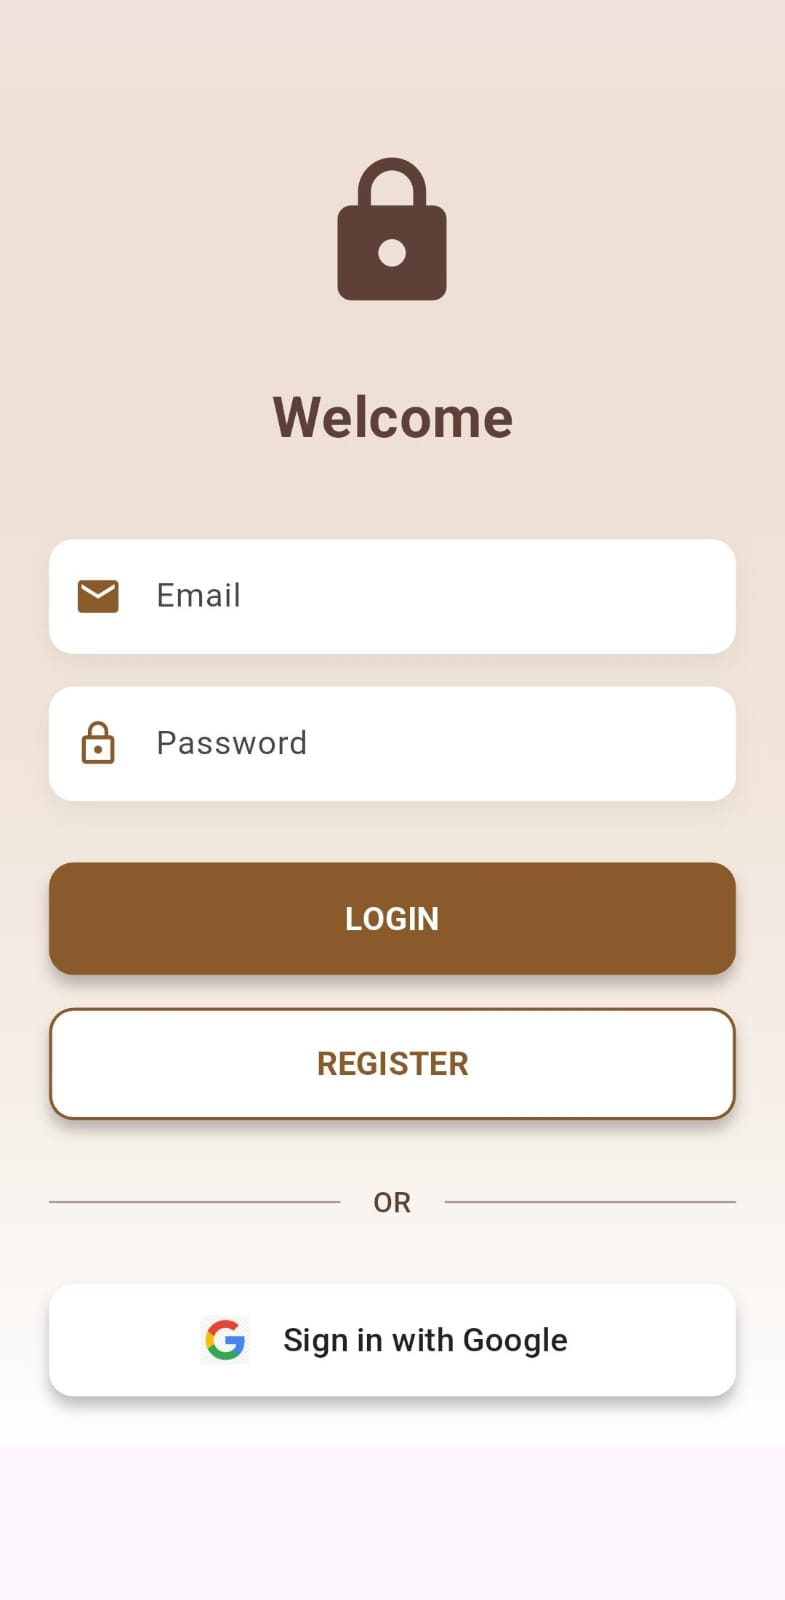 Welcome
Email
Password
LOGIN
REGISTER
OR
Sign in with Google